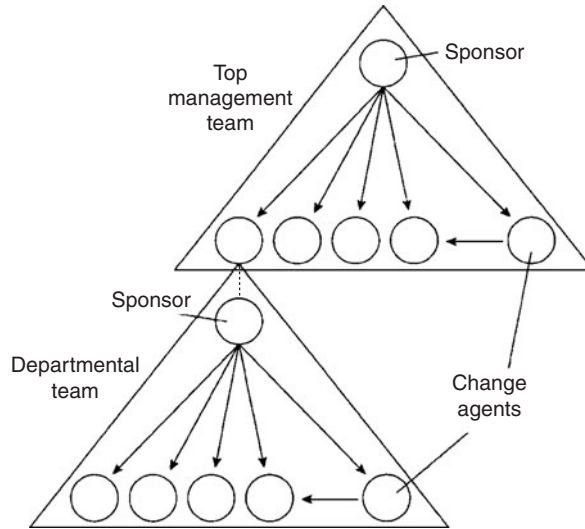 Sponsor
Top
management
team
Sponsor
Departmental
team
Change
agents